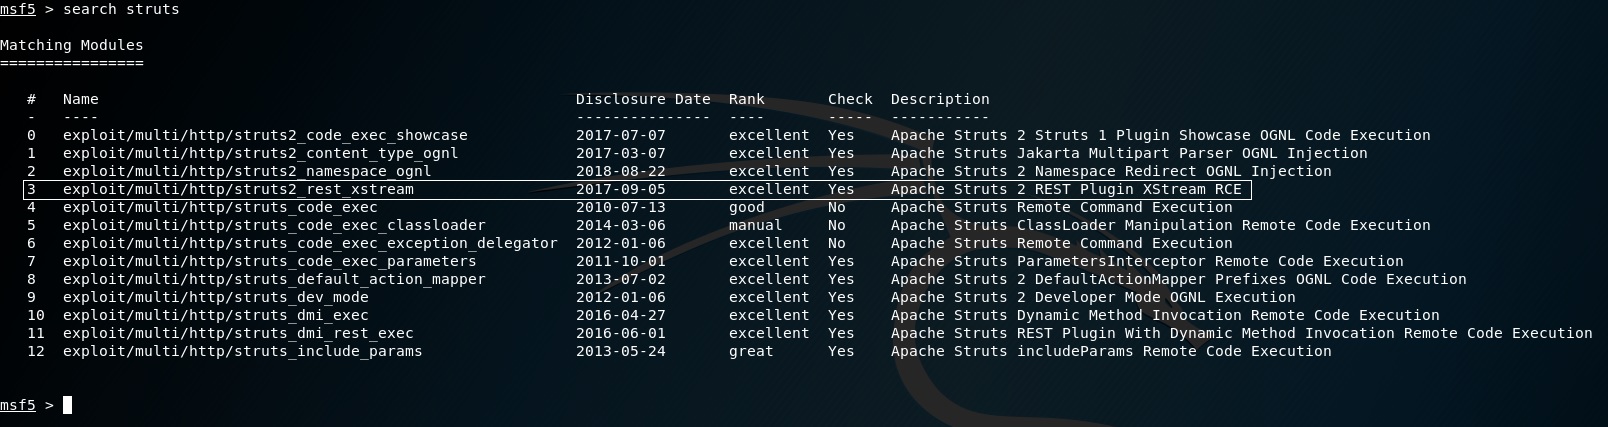 msf5 > search struts
Matching Modules
================
#   Name                                                     Disclosure Date  Rank       Check  Description
-   ----                                                     ---------------  ----       -----  -----------
0   exploit/multi/http/struts2_code_exec_showcase            2017-07-07       excellent  Yes    Apache Struts 2 Struts 1 Plugin Showcase OGNL Code Execution
1   exploit/multi/http/struts2_content_type_ognl             2017-03-07       excellent  Yes    Apache Struts Jakarta Multipart Parser OGNL Injection
2   exploit/multi/http/struts2_namespace_ognl                2018-08-22       excellent  Yes    Apache Struts 2 Namespace Redirect OGNL Injection
3   exploit/multi/http/struts2_rest_xstream                  2017-09-05       excellent  Yes    Apache Struts 2 REST Plugin XStream RCE
4   exploit/multi/http/struts_code_exec                      2010-07-13       good       No     Apache Struts Remote Command Execution
5   exploit/multi/http/struts_code_exec_classloader          2014-03-06       manual     No     Apache Struts ClassLoader Manipulation Remote Code Execution
6   exploit/multi/http/struts_code_exec_exception_delegator  2012-01-06       excellent  No     Apache Struts Remote Command Execution
7   exploit/multi/http/struts_code_exec_parameters           2011-10-01       excellent  Yes    Apache Struts ParametersInterceptor Remote Code Execution
8   exploit/multi/http/struts_default_action_mapper          2013-07-02       excellent  Yes    Apache Struts 2 DefaultActionMapper Prefixes OGNL Code Execution
9   exploit/multi/http/struts_dev_mode                       2012-01-06       excellent  Yes    Apache Struts 2 Developer Mode OGNL Execution
10  exploit/multi/http/struts_dmi_exec                       2016-04-27       excellent  Yes    Apache Struts Dynamic Method Invocation Remote Code Execution
11  exploit/multi/http/struts_dmi_rest_exec                  2016-06-01       excellent  Yes    Apache Struts REST Plugin With Dynamic Method Invocation Remote Code Execution
12  exploit/multi/http/struts_include_params                 2013-05-24       great      Yes    Apache Struts includeParams Remote Code Execution
msf5 >